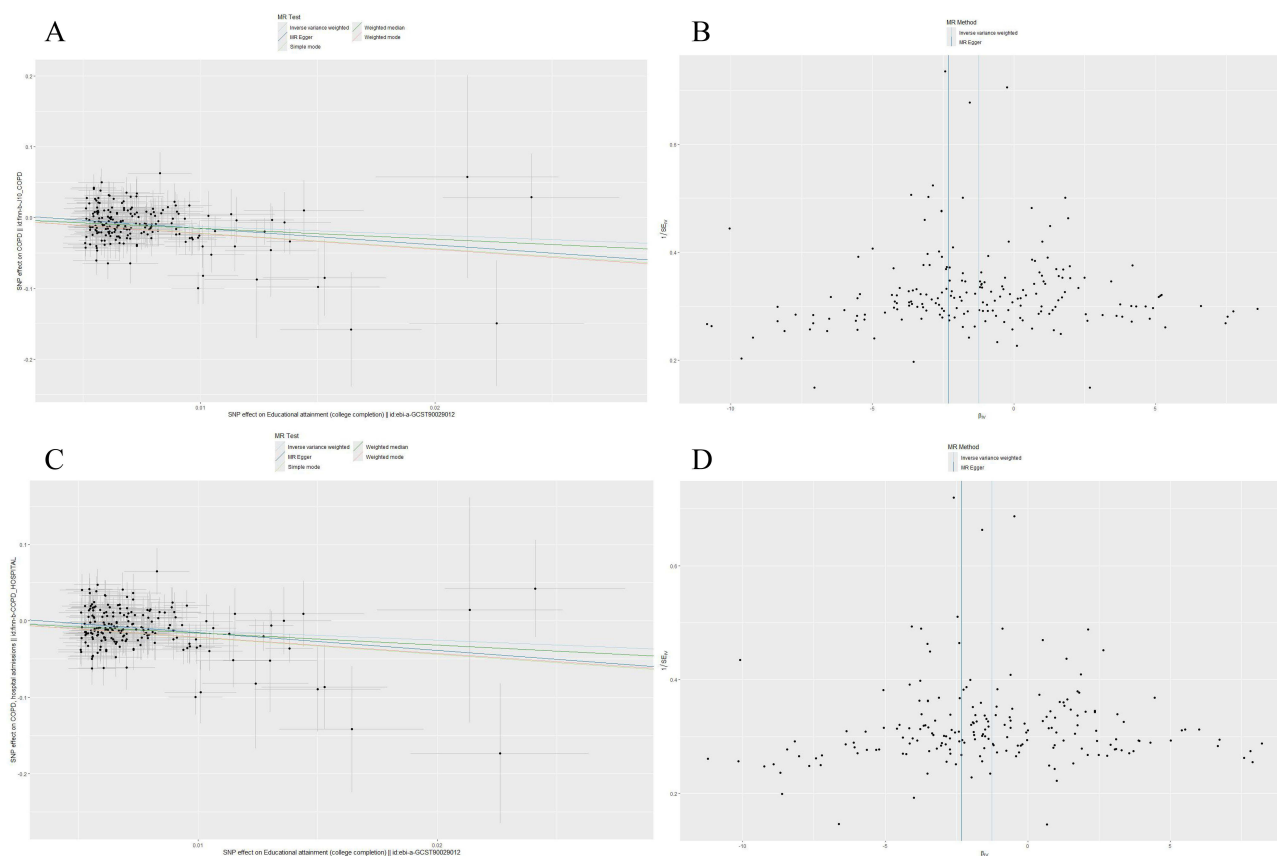 A
MR Test
Inverse variance weighted
Weighted median
MR Egger
Weighted mode
Simple mode
0.2
0.1
0.0
-0.1
-0.2
SNP effect on COPD || id:finn-b-J10_COPD
0.01
0.02
SNP effect on Educational attainment (college completion) || id:ebi-a-GCST90029012
B
MR Method
Inverse variance weighted
MR Egger
0.6
0.4
0.2
1/SEIV
-10
-5
0
5
βIV
C
MR Test
Inverse variance weighted
Weighted median
MR Egger
Weighted mode
Simple mode
0.1
0.0
-0.1
-0.2
SNP effect on COPD, hospital admissions || id:finn-b-COPD_HOSPITAL
0.01
0.02
SNP effect on Educational attainment (college completion) || id:ebi-a-GCST90029012
D
MR Method
Inverse variance weighted
MR Egger
0.6
0.4
0.2
1/SEIV
-10
-5
0
5
βIV